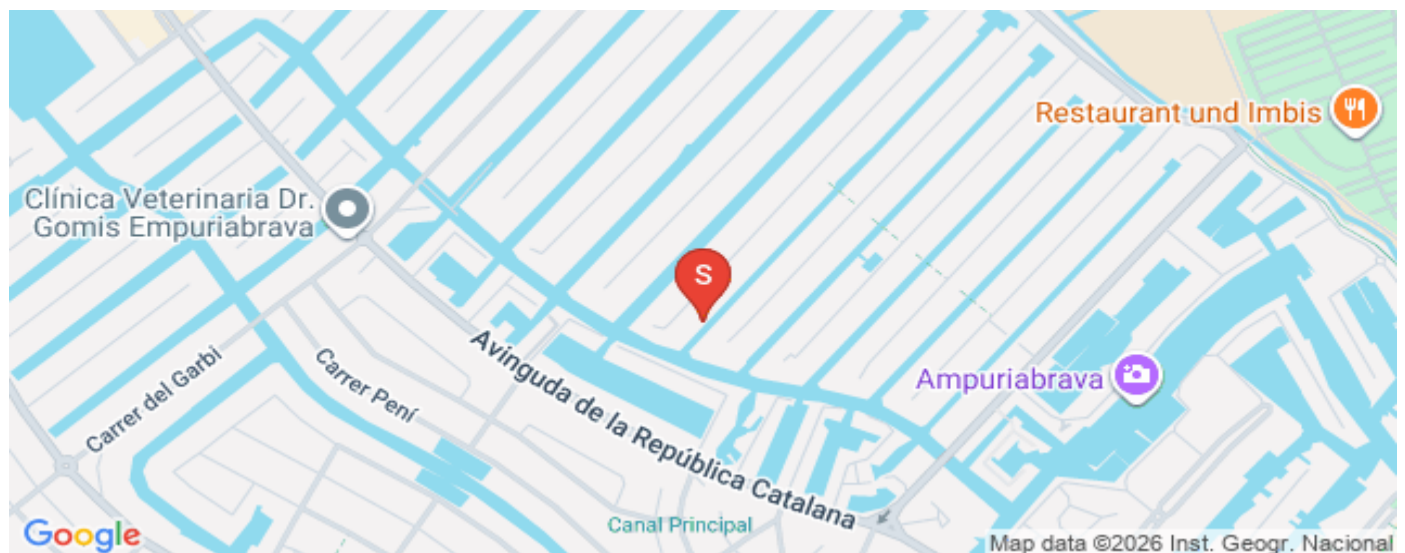 Restaurant und Imbis
Clínica Veterinaria Dr.
Gomis Empuriabrava
S
Ampuriabrava
Carrer del Garbi
Carrer Pení
Avinguda de la República Catalana
Canal Principal
Google
Map data ©2026 Inst. Geogr. Nacional